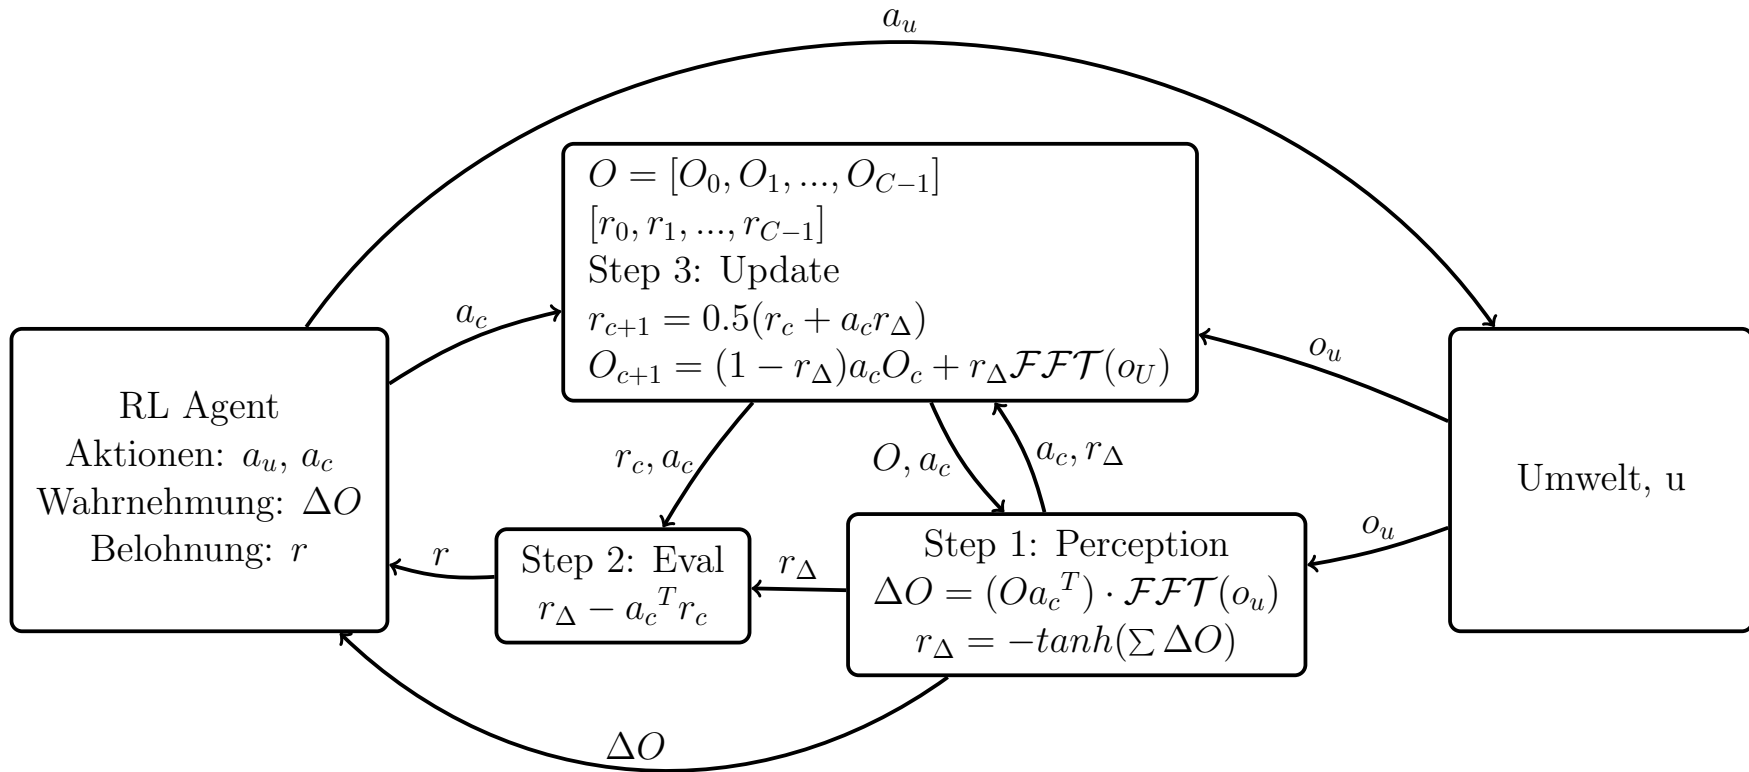 a_u
O = [O_0, O_1, ..., O_{C-1}]
[r_0, r_1, ..., r_{C-1}]
Step 3: Update
r_{c+1} = 0.5(r_c + a_c r_Δ)
O_{c+1} = (1 − r_Δ)a_c O_c + r_Δ 𝓕𝓕𝓣(o_U)
a_c
o_u
RL Agent
Aktionen: a_u, a_c
Wahrnehmung: ΔO
Belohnung: r
r_c, a_c
O, a_c
a_c, r_Δ
Umwelt, u
o_u
r
Step 2: Eval
r_Δ − a_c^T r_c
r_Δ
Step 1: Perception
ΔO = (O a_c^T) · 𝓕𝓕𝓣(o_u)
r_Δ = −tanh(∑ ΔO)
ΔO